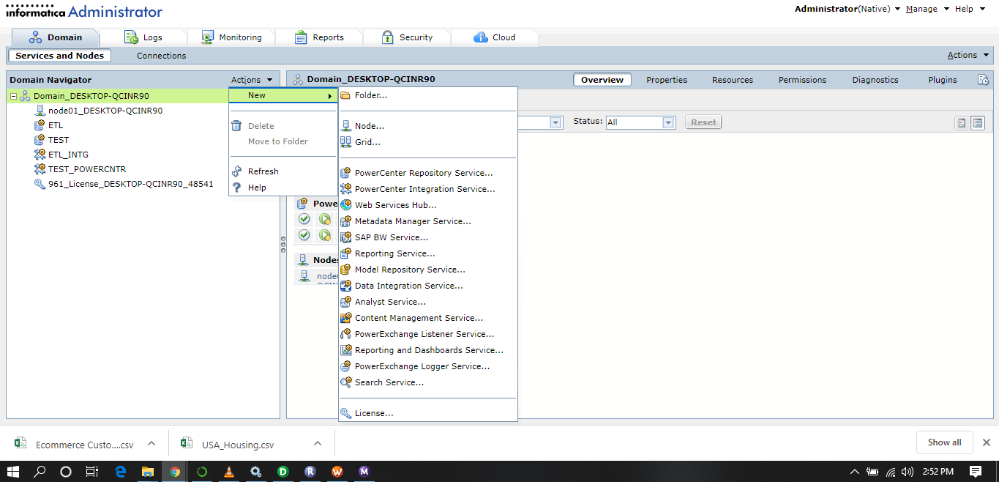 informatica Administrator
Administrator(Native) Manage Help
Domain Logs Monitoring Reports Security Cloud
Services and Nodes Connections Actions
Domain Navigator Actions
Domain_DESKTOP-QCINR90
Overview Properties Resources Permissions Diagnostics Plugins
Domain_DESKTOP-QCINR90
node01_DESKTOP-QCINR90
ETL
TEST
ETL_INTG
TEST_POWERCNTR
961_License_DESKTOP-QCINR90_48541
New
Delete
Move to Folder
Refresh
Help
Folder...
Node...
Grid...
PowerCenter Repository Service...
PowerCenter Integration Service...
Web Services Hub...
Metadata Manager Service...
SAP BW Service...
Reporting Service...
Model Repository Service...
Data Integration Service...
Analyst Service...
Content Management Service...
PowerExchange Listener Service...
Reporting and Dashboards Service...
PowerExchange Logger Service...
Search Service...
License...
Status: All Reset
Powe
Nodes
Ecommerce Custo....csv USA_Housing.csv Show all
D R W M
2:52 PM